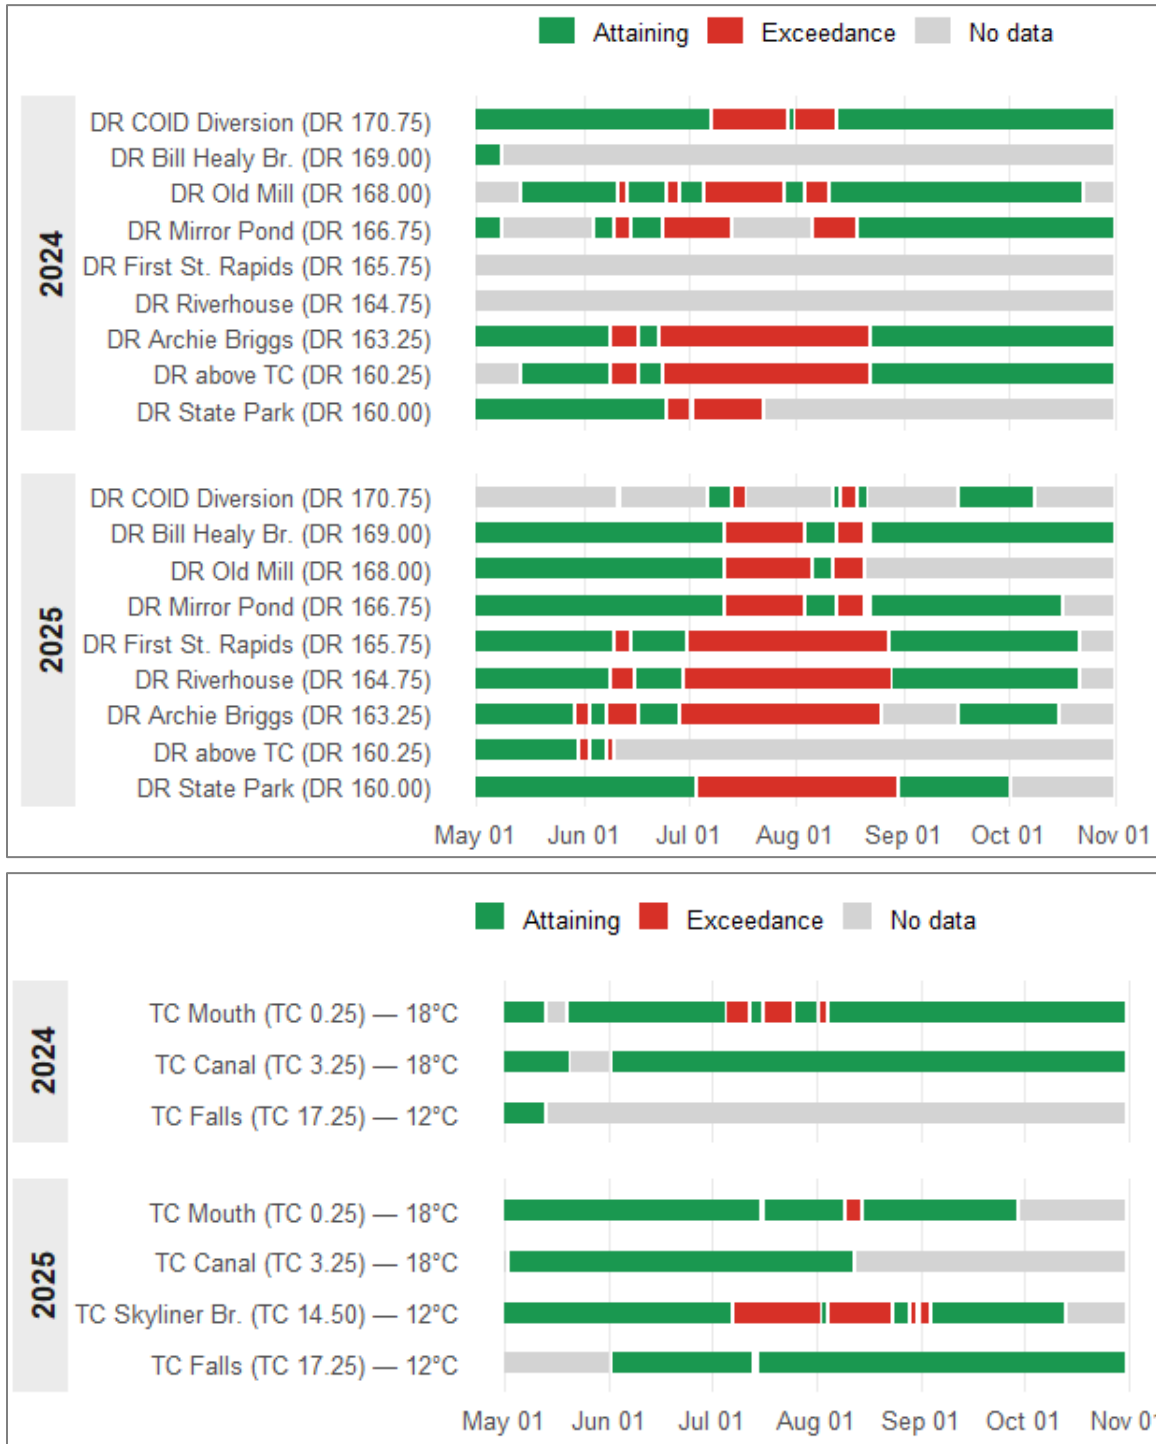 Attaining Exceedance No data
2024
DR COID Diversion (DR 170.75)
DR Bill Healy Br. (DR 169.00)
DR Old Mill (DR 168.00)
DR Mirror Pond (DR 166.75)
DR First St. Rapids (DR 165.75)
DR Riverhouse (DR 164.75)
DR Archie Briggs (DR 163.25)
DR above TC (DR 160.25)
DR State Park (DR 160.00)
2025
DR COID Diversion (DR 170.75)
DR Bill Healy Br. (DR 169.00)
DR Old Mill (DR 168.00)
DR Mirror Pond (DR 166.75)
DR First St. Rapids (DR 165.75)
DR Riverhouse (DR 164.75)
DR Archie Briggs (DR 163.25)
DR above TC (DR 160.25)
DR State Park (DR 160.00)
May 01 Jun 01 Jul 01 Aug 01 Sep 01 Oct 01 Nov 01
Attaining Exceedance No data
2024
TC Mouth (TC 0.25) — 18°C
TC Canal (TC 3.25) — 18°C
TC Falls (TC 17.25) — 12°C
2025
TC Mouth (TC 0.25) — 18°C
TC Canal (TC 3.25) — 18°C
TC Skyliner Br. (TC 14.50) — 12°C
TC Falls (TC 17.25) — 12°C
May 01 Jun 01 Jul 01 Aug 01 Sep 01 Oct 01 Nov 01